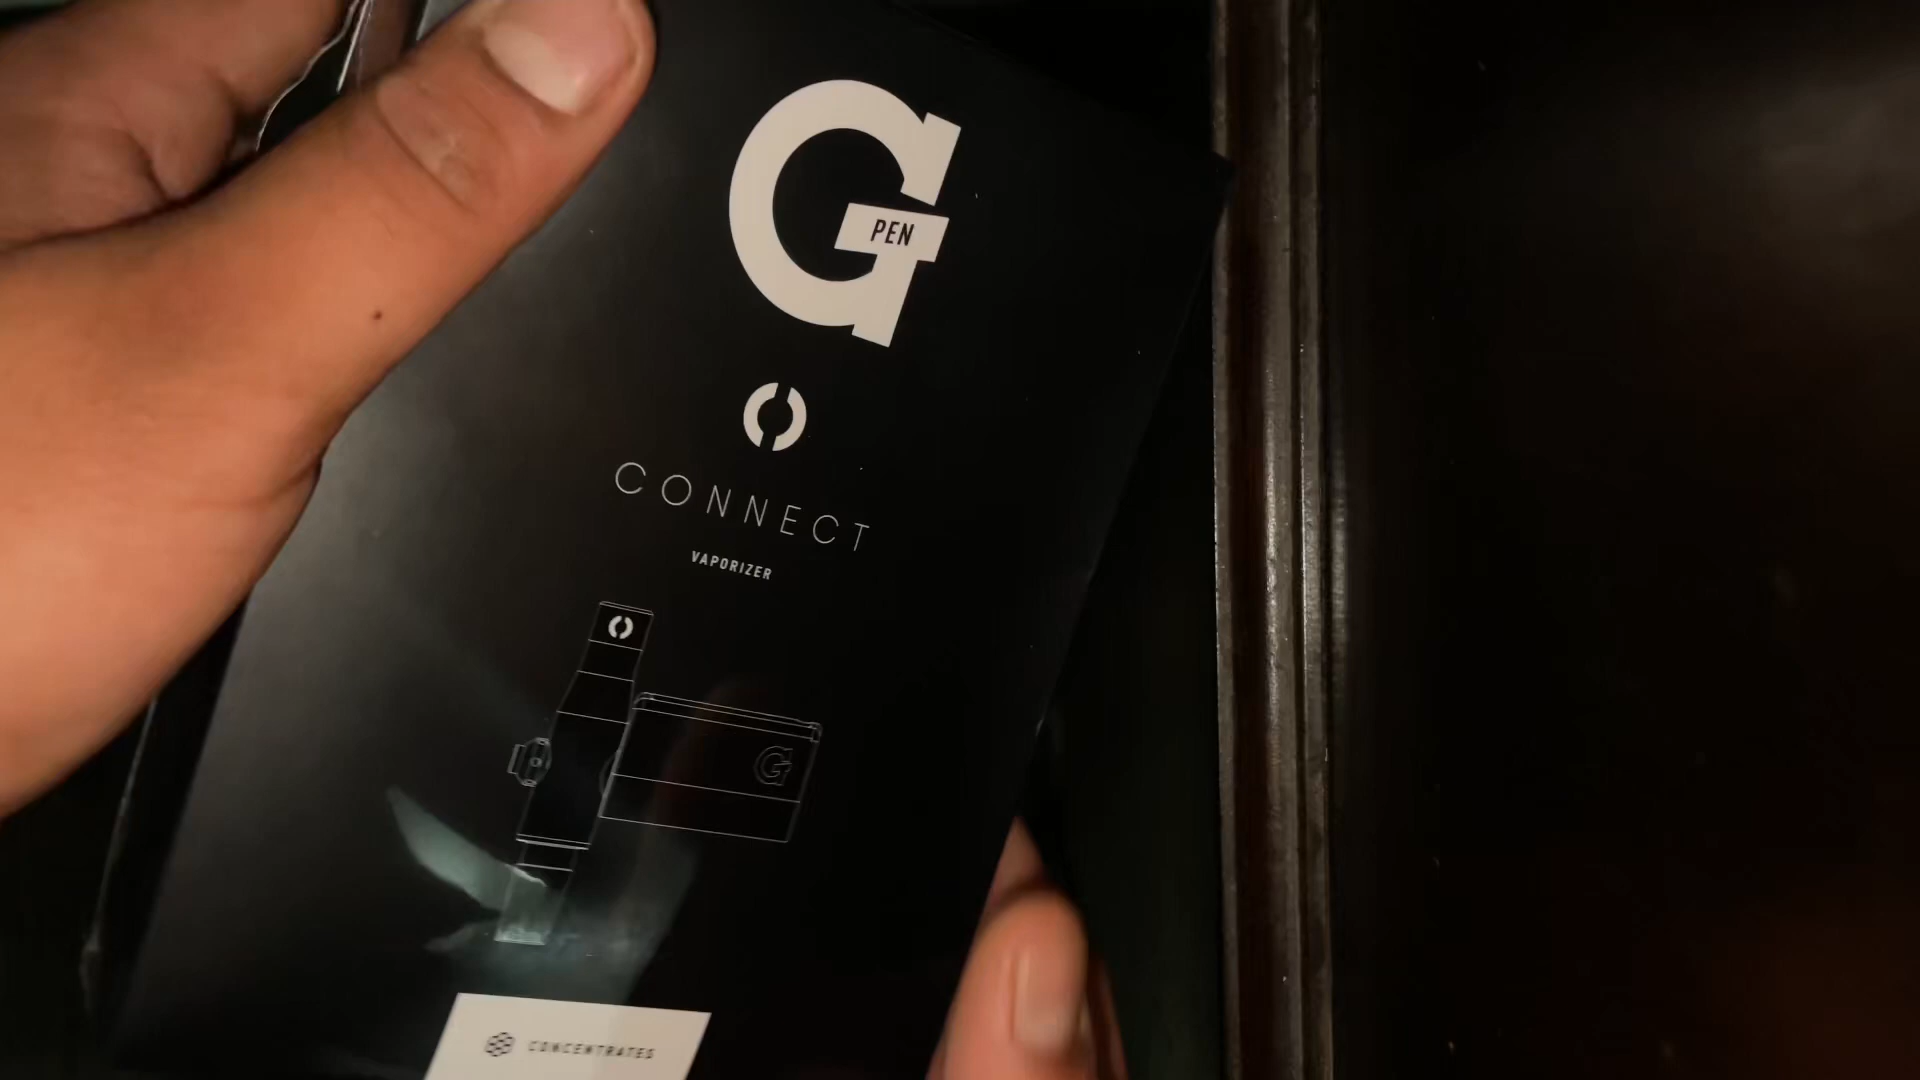 G
PEN
CONNECT
VAPORIZER
G
CONCENTRATES